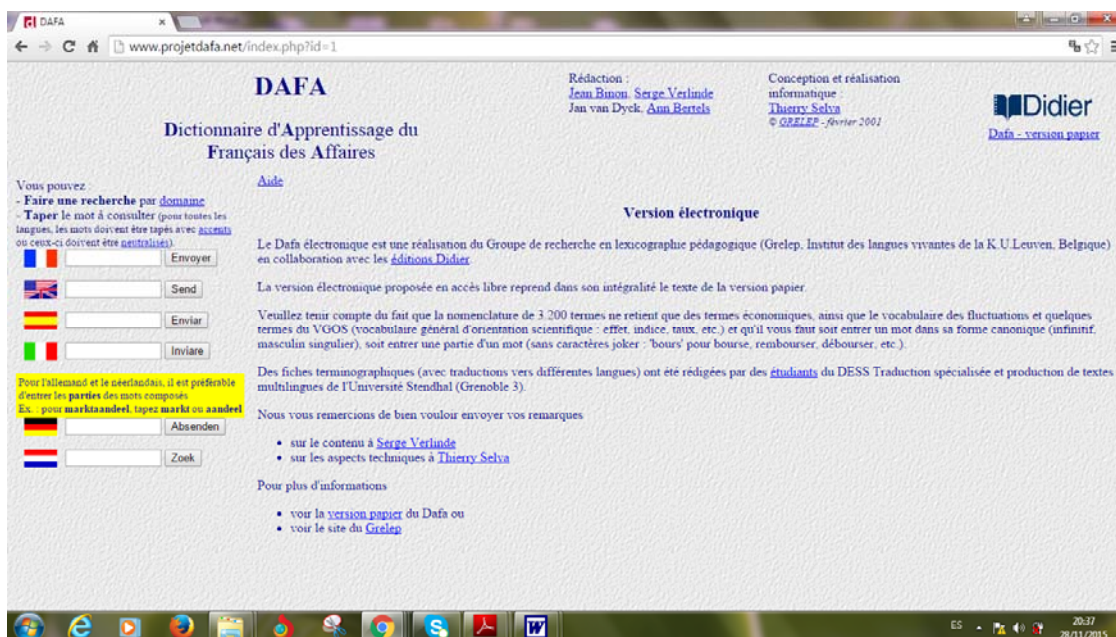 DAFA
www.projetdafa.net/index.php?id=1
DAFA
Dictionnaire d'Apprentissage du
Français des Affaires
Rédaction :
Jean Binon, Serge Verlinde
Jan van Dyck, Ann Bertels
Conception et réalisation
informatique :
Thierry Selva
© GRELEP - février 2001
Didier
Dafa - version papier
Vous pouvez :
- Faire une recherche par domaine
- Taper le mot à consulter (pour toutes les
langues, les mots doivent être tapés avec accents
ou ceux-ci doivent être neutralisés).
Envoyer
Send
Enviar
Inviare
Pour l'allemand et le néerlandais, il est préférable
d'entrer les parties des mots composés
Ex. : pour marktaandeel, tapez markt ou aandeel
Absenden
Zoek
Aide
Version électronique
Le Dafa électronique est une réalisation du Groupe de recherche en lexicographie pédagogique (Grelep, Institut des langues vivantes de la K.U.Leuven, Belgique)
en collaboration avec les éditions Didier.
La version électronique proposée en accès libre reprend dans son intégralité le texte de la version papier.
Veuillez tenir compte du fait que la nomenclature de 3.200 termes ne retient que des termes économiques, ainsi que le vocabulaire des fluctuations et quelques
termes du VGOS (vocabulaire général d'orientation scientifique : effet, indice, taux, etc.) et qu'il vous faut soit entrer un mot dans sa forme canonique (infinitif,
masculin singulier), soit entrer une partie d'un mot (sans caractères joker : 'bours' pour bourse, rembourser, débourser, etc.).
Des fiches terminographiques (avec traductions vers différentes langues) ont été rédigées par des étudiants du DESS Traduction spécialisée et production de textes
multilingues de l'Université Stendhal (Grenoble 3).
Nous vous remercions de bien vouloir envoyer vos remarques
• sur le contenu à Serge Verlinde
• sur les aspects techniques à Thierry Selva
Pour plus d'informations
• voir la version papier du Dafa ou
• voir le site du Grelep
ES
20:37
28/11/2015